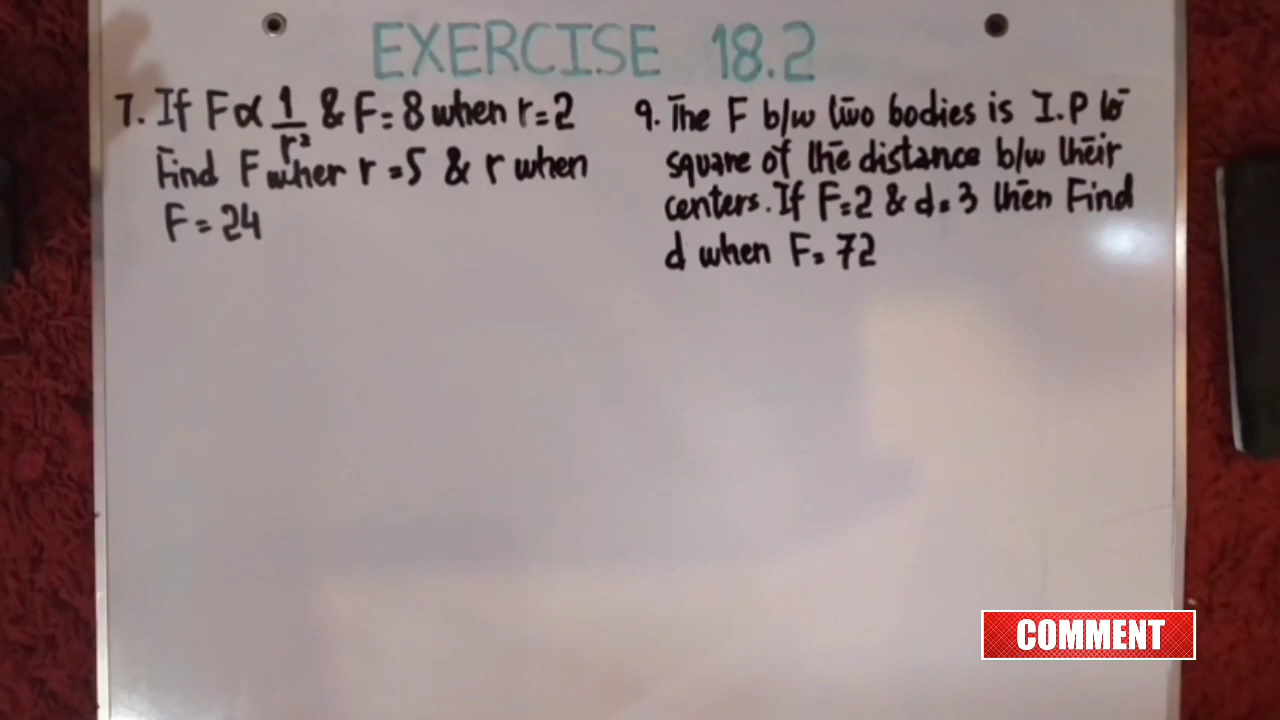 EXERCISE 18.2
7. If F ∝ 1/r² & F = 8 when r = 2
Find F when r = 5 & r when
F = 24
9. The F b/w two bodies is I.P to
square of the distance b/w their
centers. If F = 2 & d = 3 then Find
d when F = 72
COMMENT